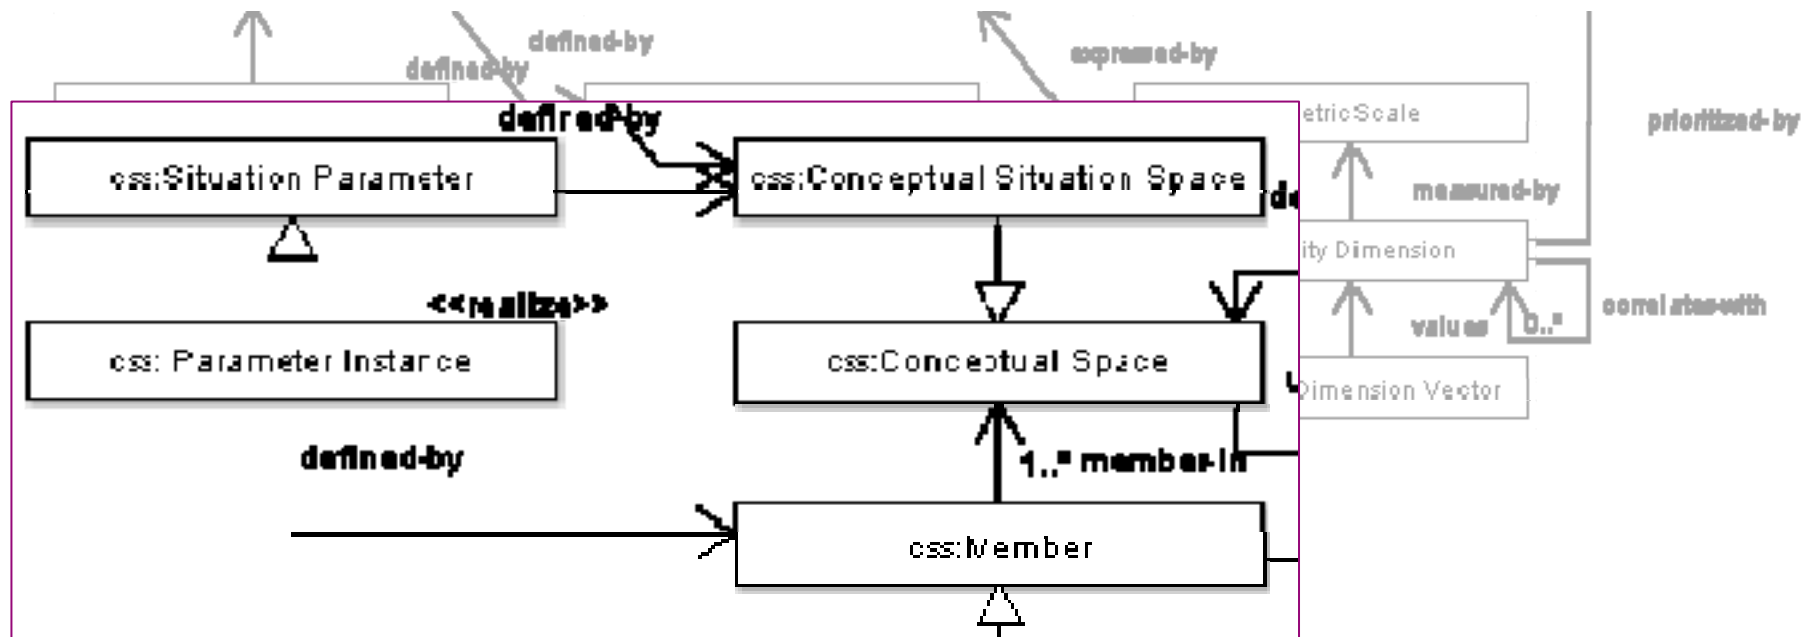 defined-by
expressed-by
defined-by
etric Scale
defined-by
prioritized-by
css:Situation Parameter
css:Conceptual Situation Space
measured-by
ity Dimension
<<realize>>
values
0..*
correlates-with
css: Parameter Instance
css:Conceptual Space
Dimension Vector
defined-by
1..* member-in
css:Member